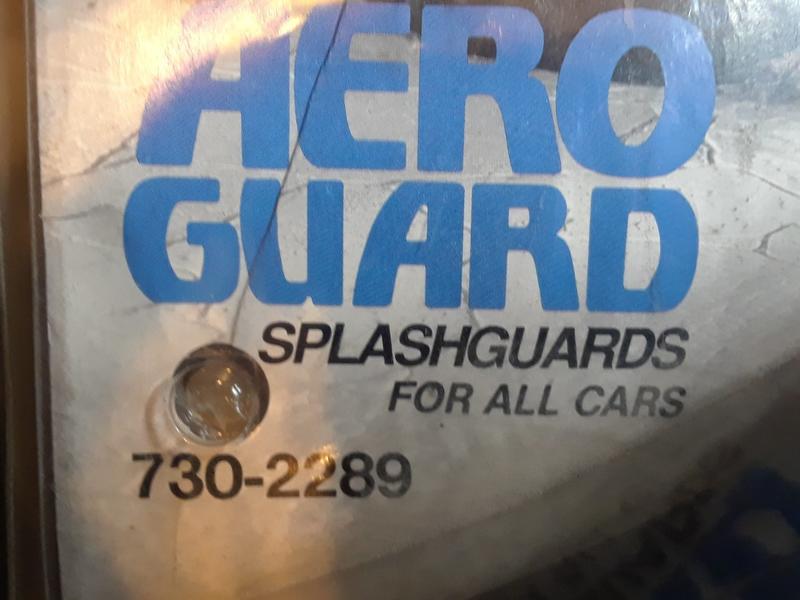 AERO
GUARD
SPLASHGUARDS
FOR ALL CARS
730-2289